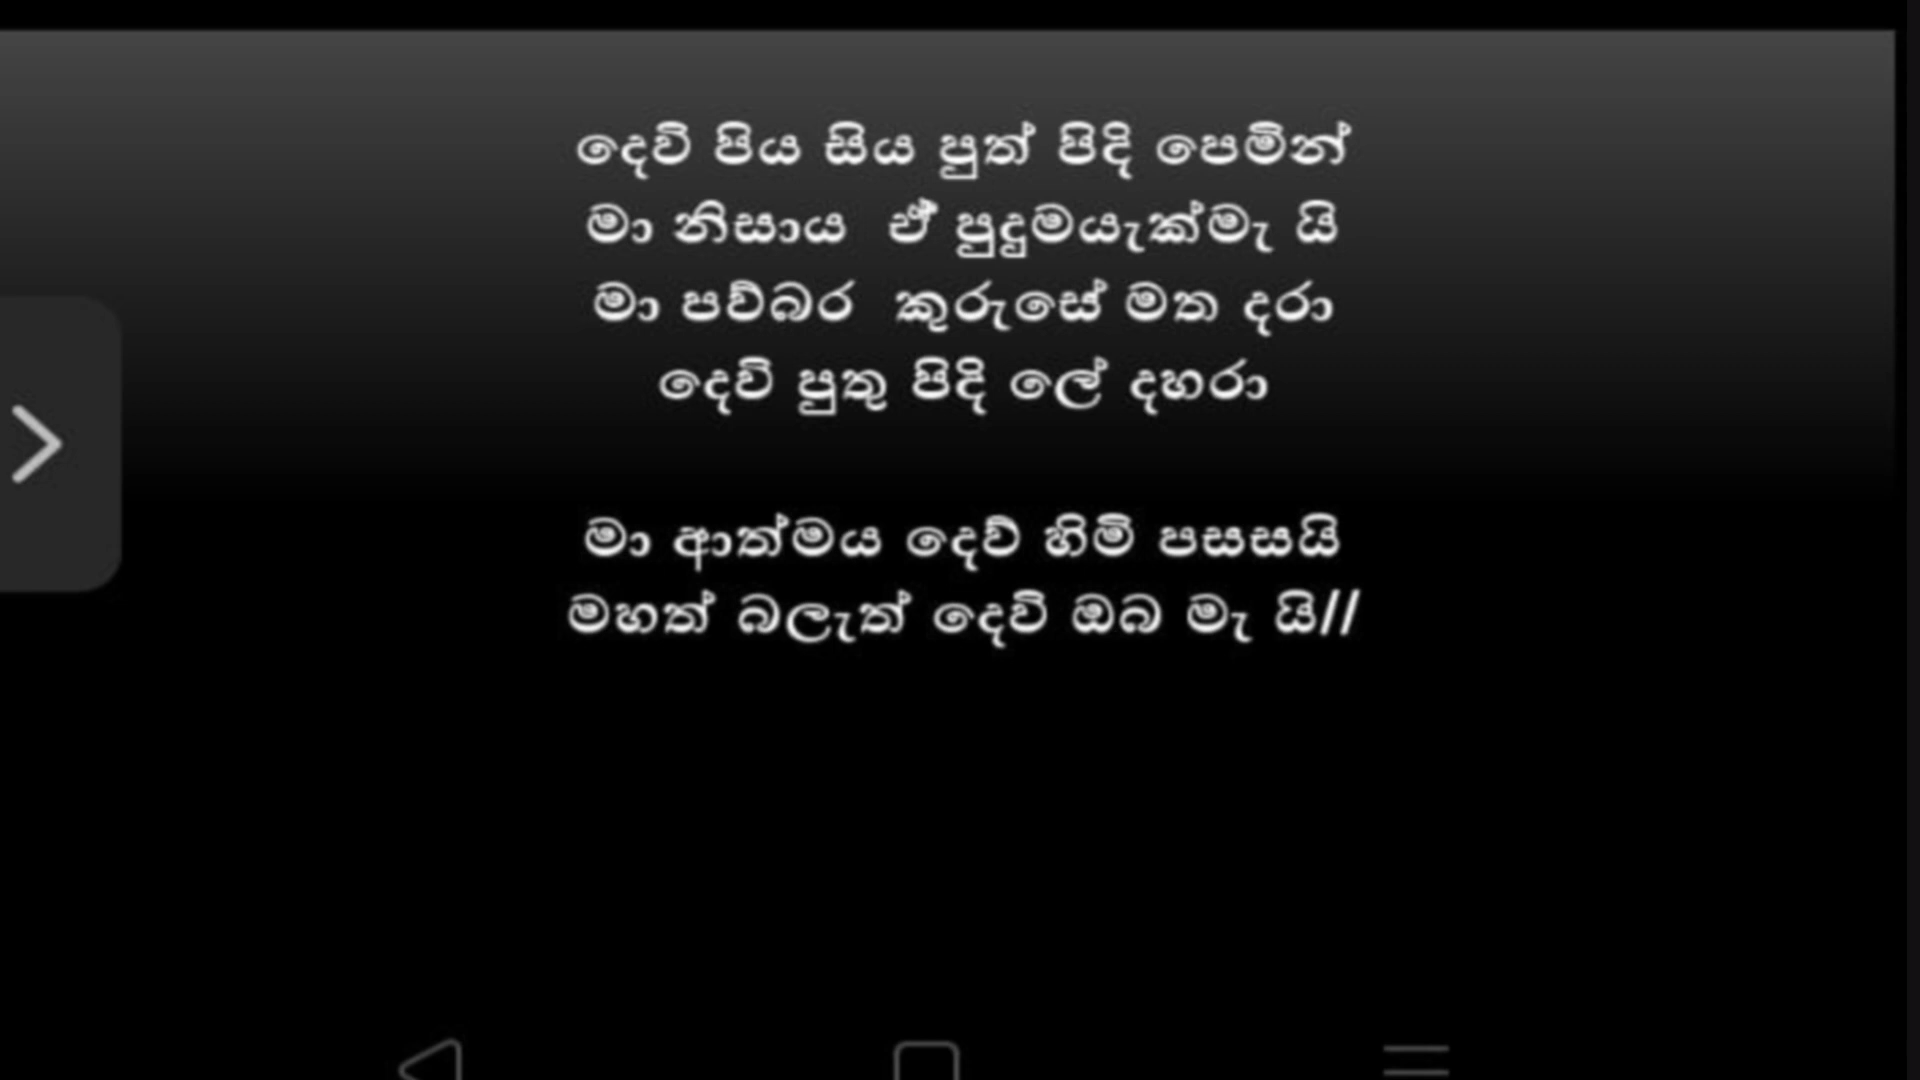 දෙවි පිය සිය පුත් පිදි පෙමින්
මා නිසාය ඒ පුදුමයැක්මැ යි
මා පව්බර කුරුසේ මත දරා
දෙවි පුතු පිදි ලේ දහරා
මා ආත්මය දෙව් හිමි පසසයි
මහත් බලැත් දෙවි ඔබ මැ යි//